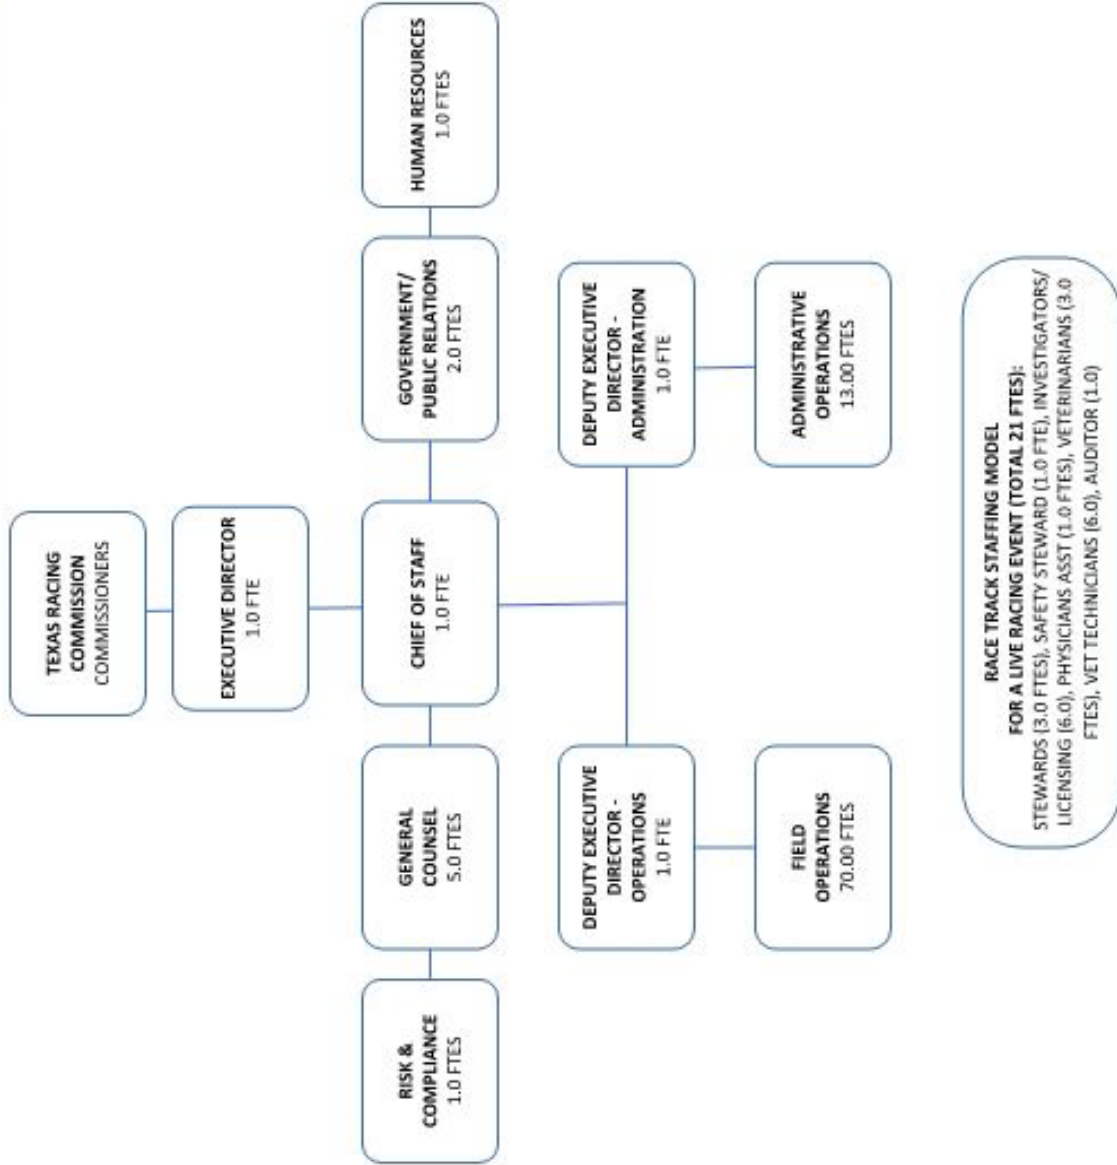 TEXAS RACING
COMMISSION
COMMISSIONERS
EXECUTIVE DIRECTOR
1.0 FTE
RISK &
COMPLIANCE
1.0 FTES
GENERAL
COUNSEL
5.0 FTES
CHIEF OF STAFF
1.0 FTE
GOVERNMENT/
PUBLIC RELATIONS
2.0 FTES
HUMAN RESOURCES
1.0 FTES
DEPUTY EXECUTIVE
DIRECTOR -
OPERATIONS
1.0 FTE
DEPUTY EXECUTIVE
DIRECTOR -
ADMINISTRATION
1.0 FTE
FIELD
OPERATIONS
70.00 FTES
ADMINISTRATIVE
OPERATIONS
13.00 FTES
RACE TRACK STAFFING MODEL
FOR A LIVE RACING EVENT (TOTAL 21 FTES):
STEWARDS (3.0 FTES), SAFETY STEWARD (1.0 FTE), INVESTIGATORS/
LICENSING (6.0), PHYSICIANS ASST (1.0 FTES), VETERINARIANS (3.0
FTES), VET TECHNICIANS (6.0), AUDITOR (1.0)